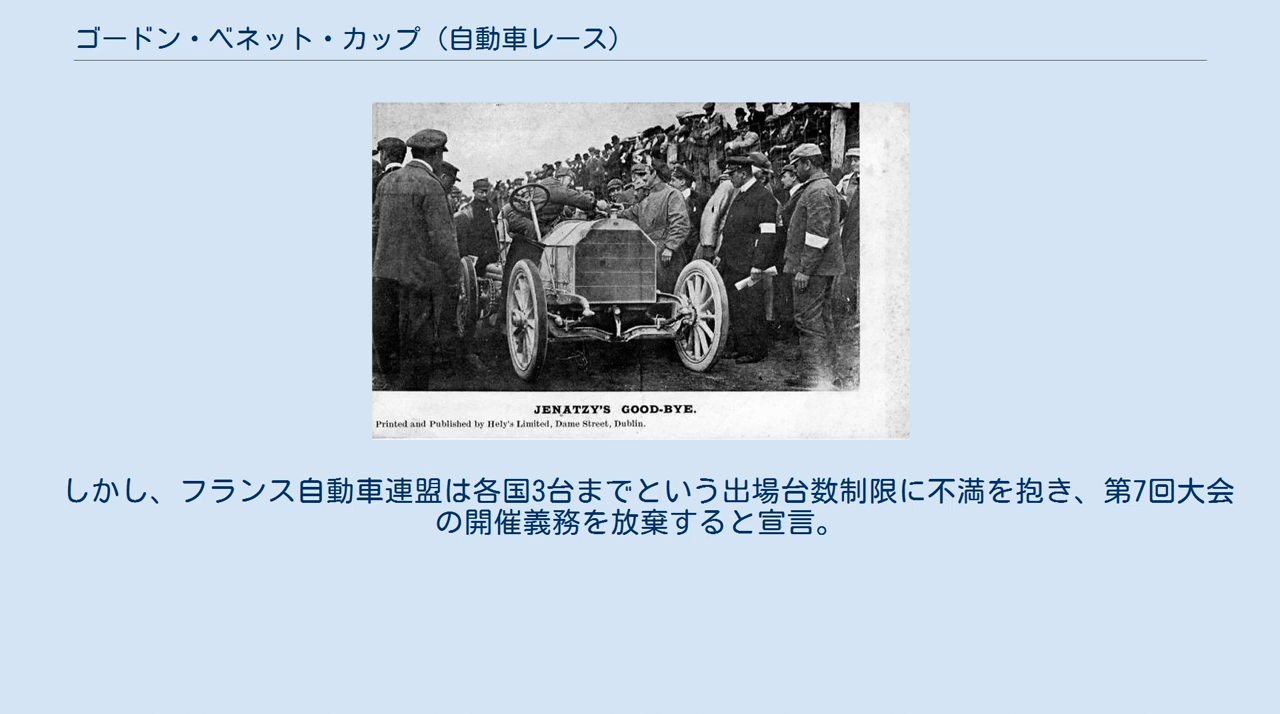 ゴードン・ベネット・カップ（自動車レース）
JENATZY'S GOOD-BYE.
Printed and Published by Hely's Limited, Dame Street, Dublin.
しかし、フランス自動車連盟は各国3台までという出場台数制限に不満を抱き、第7回大会
の開催義務を放棄すると宣言。